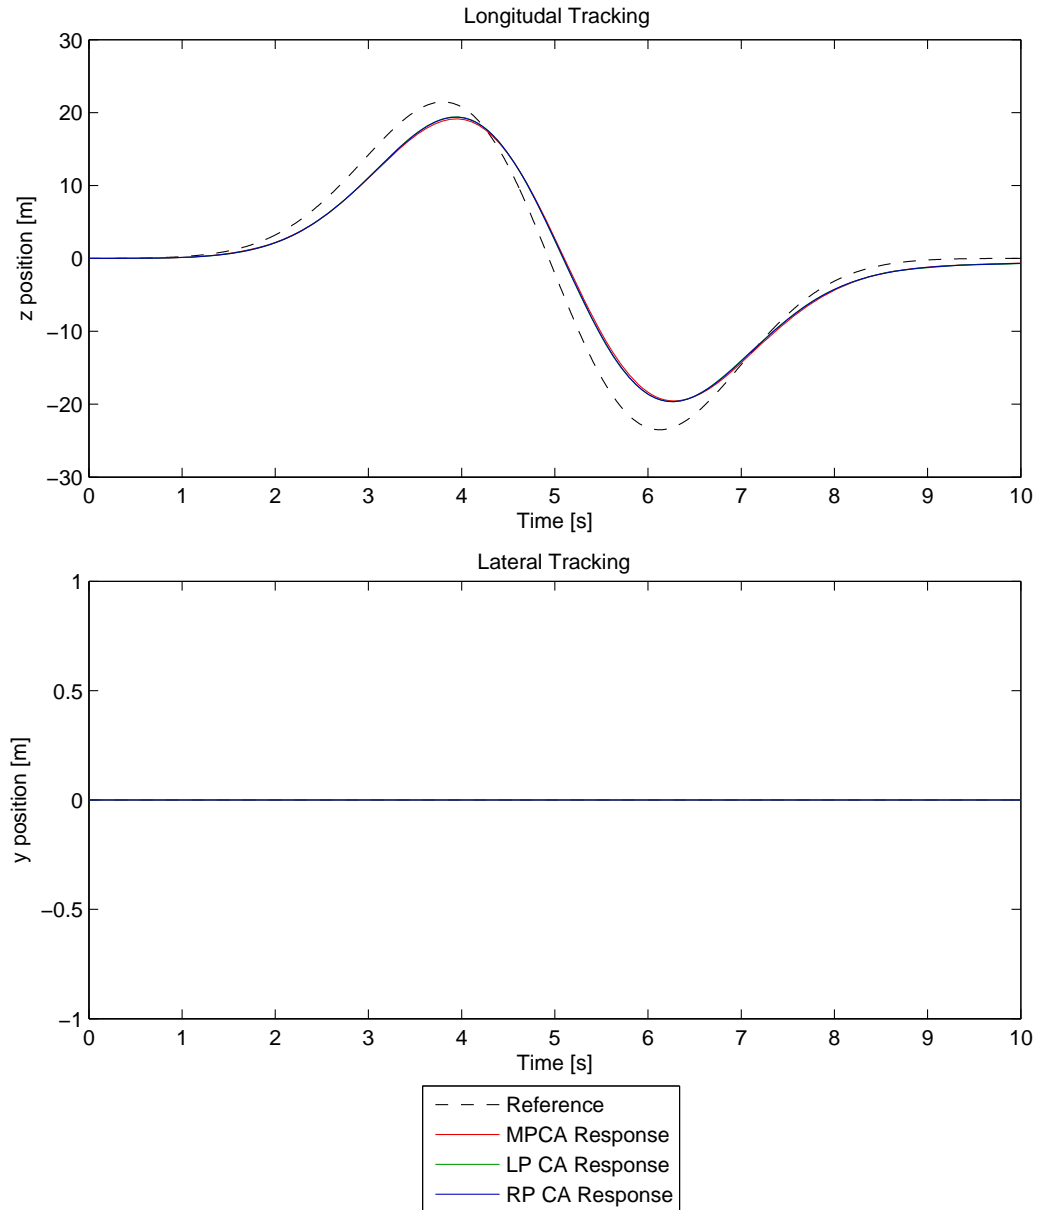 Longitudal Tracking
30
20
10
0
−10
−20
−30
z position [m]
0 1 2 3 4 5 6 7 8 9 10
Time [s]
Lateral Tracking
1
0.5
0
−0.5
−1
y position [m]
0 1 2 3 4 5 6 7 8 9 10
Time [s]
Reference
MPCA Response
LP CA Response
RP CA Response